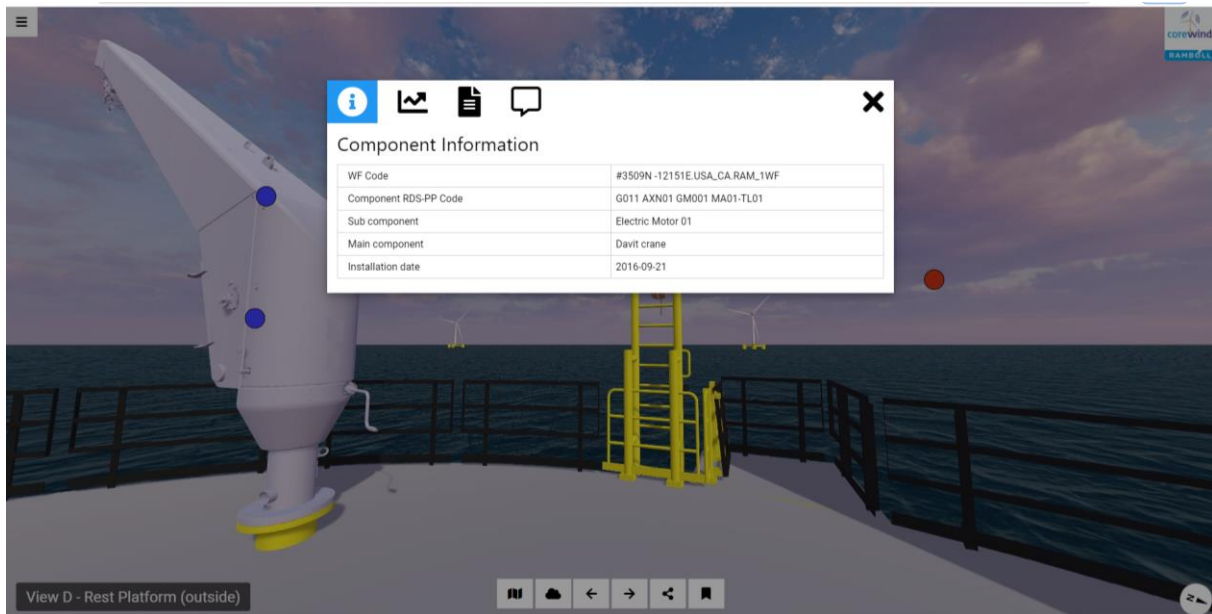 corewind
RAMBOLL
Component Information
WF Code #3509N -12151E.USA_CA.RAM_1WF
Component RDS-PP Code G011 AXN01 GM001 MA01-TL01
Sub component Electric Motor 01
Main component Davit crane
Installation date 2016-09-21
View D - Rest Platform (outside)